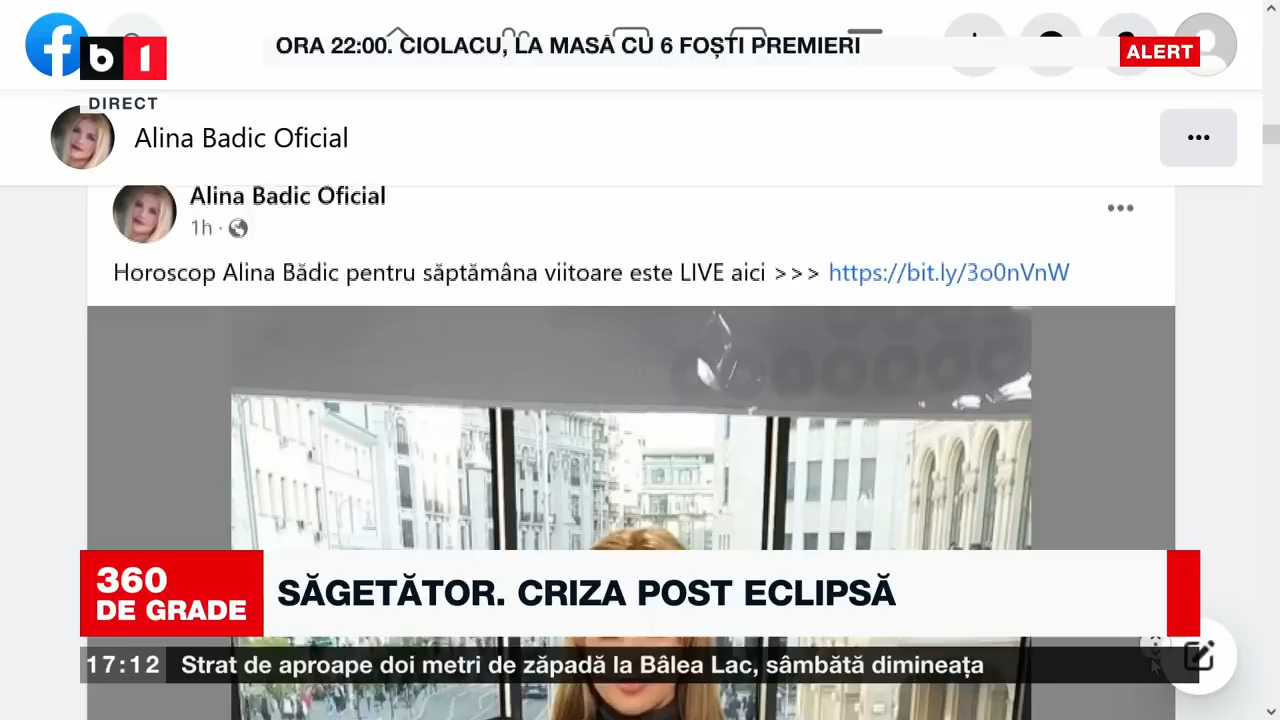 ORA 22:00. CIOLACU, LA MASĂ CU 6 FOȘTI PREMIERI
b1
ALERT
DIRECT
Alina Badic Oficial
Alina Badic Oficial
1h ·
Horoscop Alina Bădic pentru săptămâna viitoare este LIVE aici >>> https://bit.ly/3o0nVnW
360
DE GRADE
SĂGETĂTOR. CRIZA POST ECLIPSĂ
17:12 Strat de aproape doi metri de zăpadă la Bâlea Lac, sâmbătă dimineața